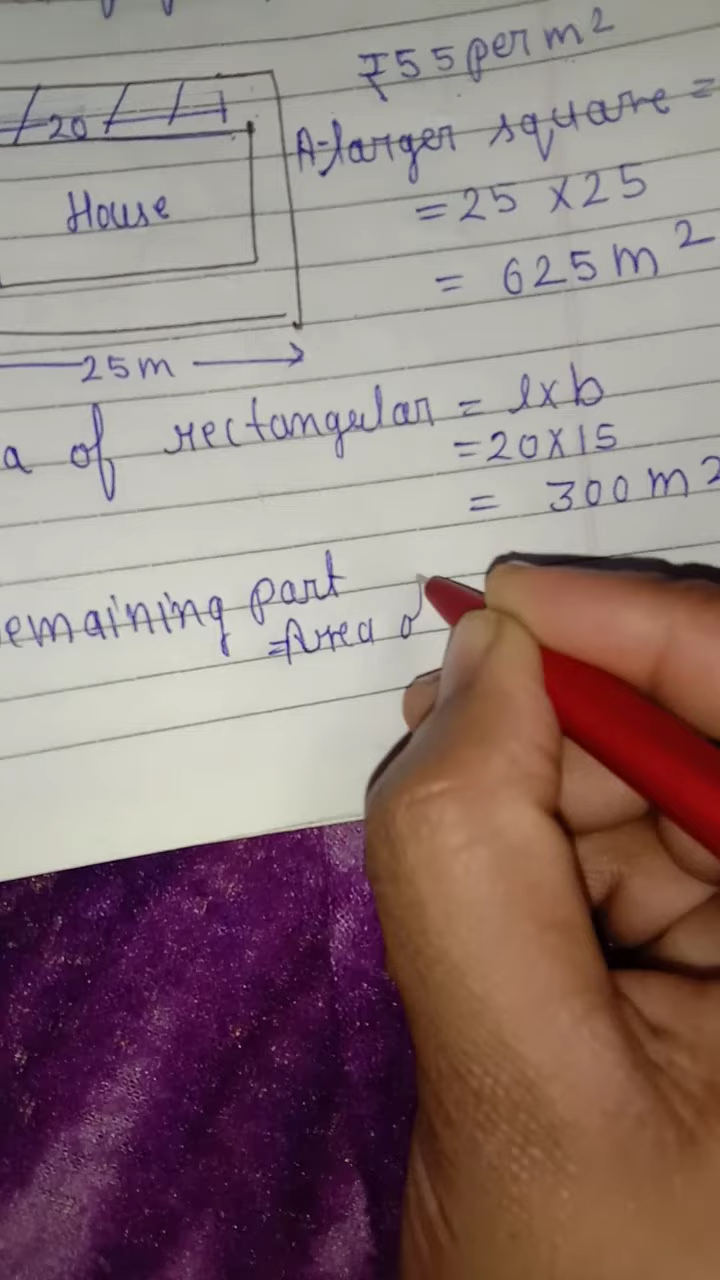 ₹55 per m²
20
A-larger square =
House
= 25 X 25
= 625 m²
25m
a of rectangular = l x b
= 20 X 15
= 300 m²
emaining part
= Area o